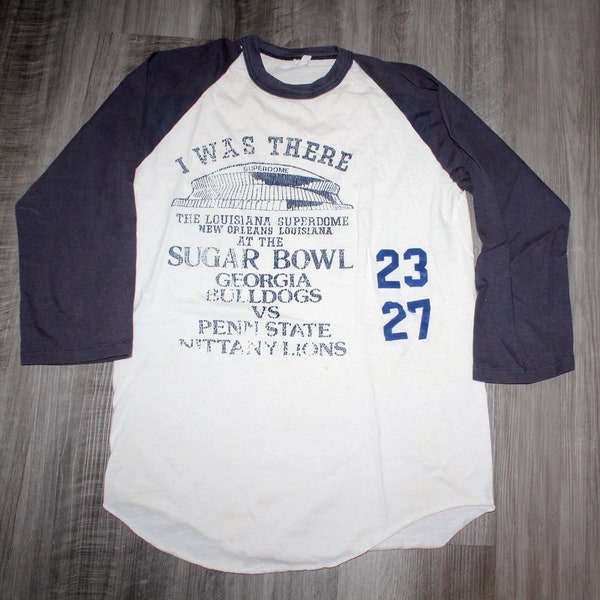 I WAS THERE
SUPERDOME
THE LOUISIANA SUPERDOME
NEW ORLEANS LOUISIANA
AT THE
SUGAR BOWL
GEORGIA
BULLDOGS
VS
PENN STATE
NITTANY LIONS
23
27